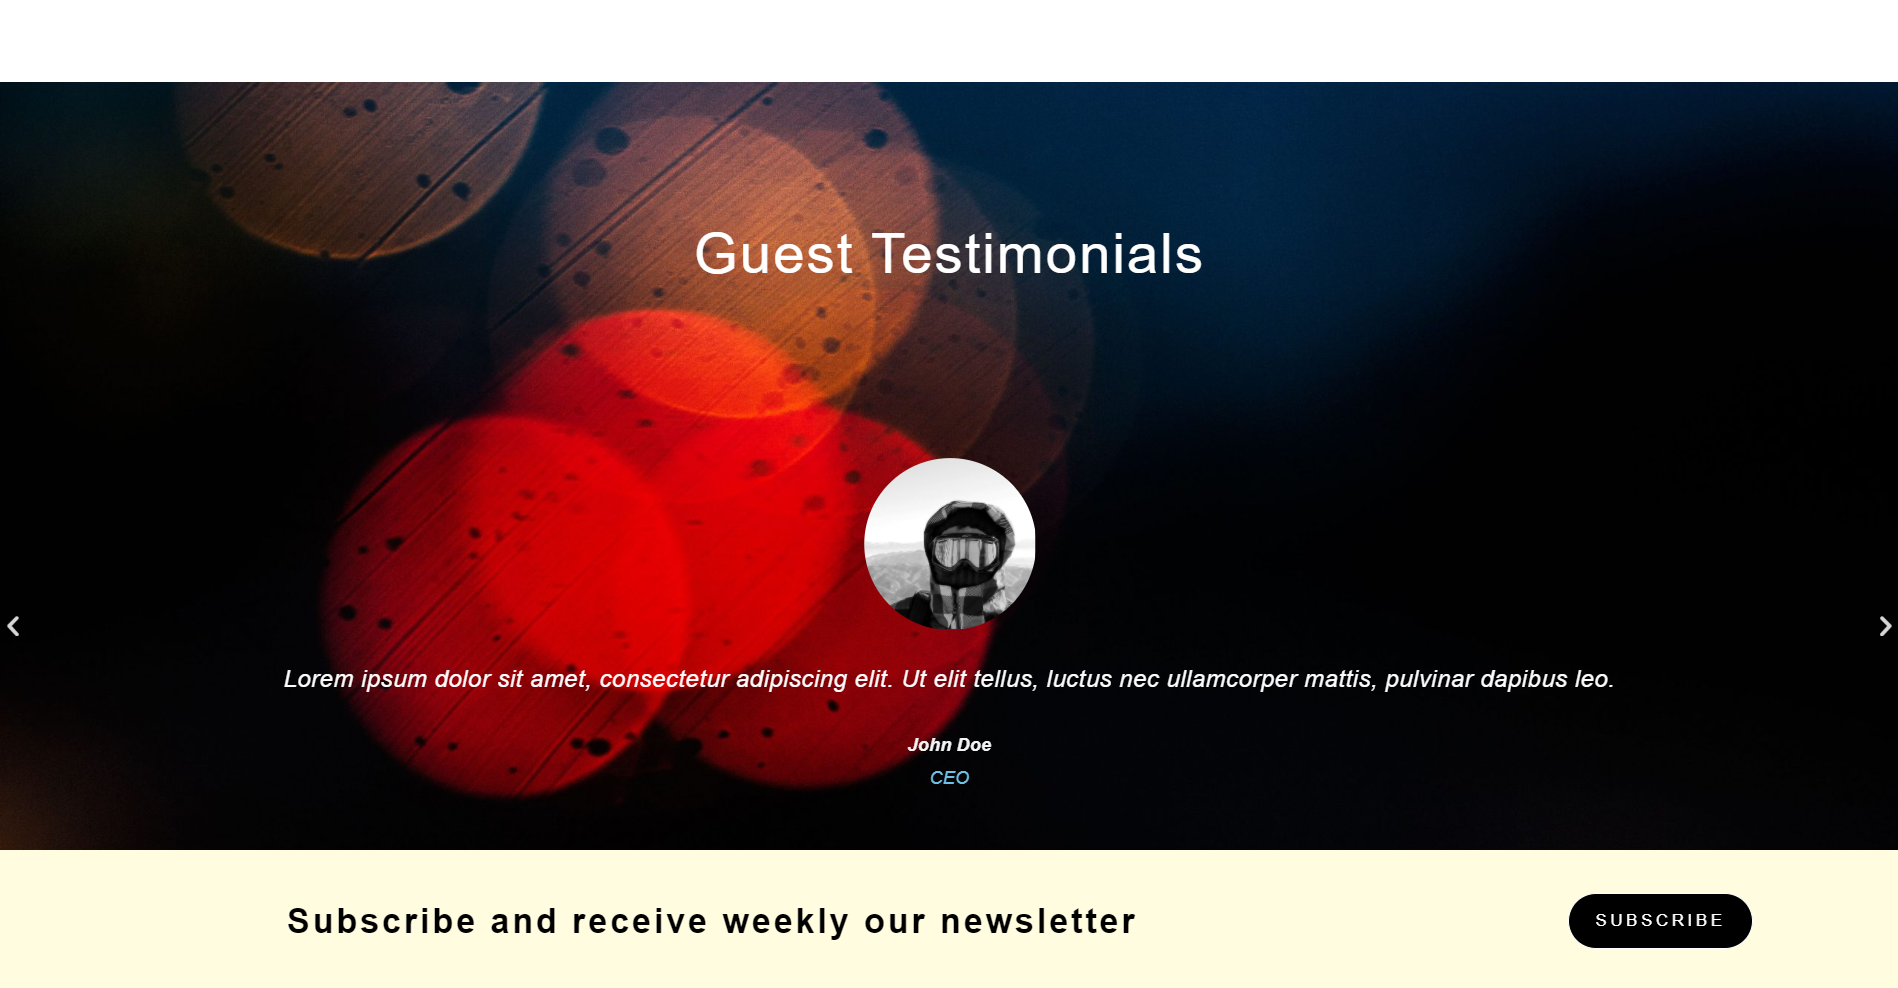 Guest Testimonials
Lorem ipsum dolor sit amet, consectetur adipiscing elit. Ut elit tellus, luctus nec ullamcorper mattis, pulvinar dapibus leo.
John Doe
CEO
Subscribe and receive weekly our newsletter
SUBSCRIBE